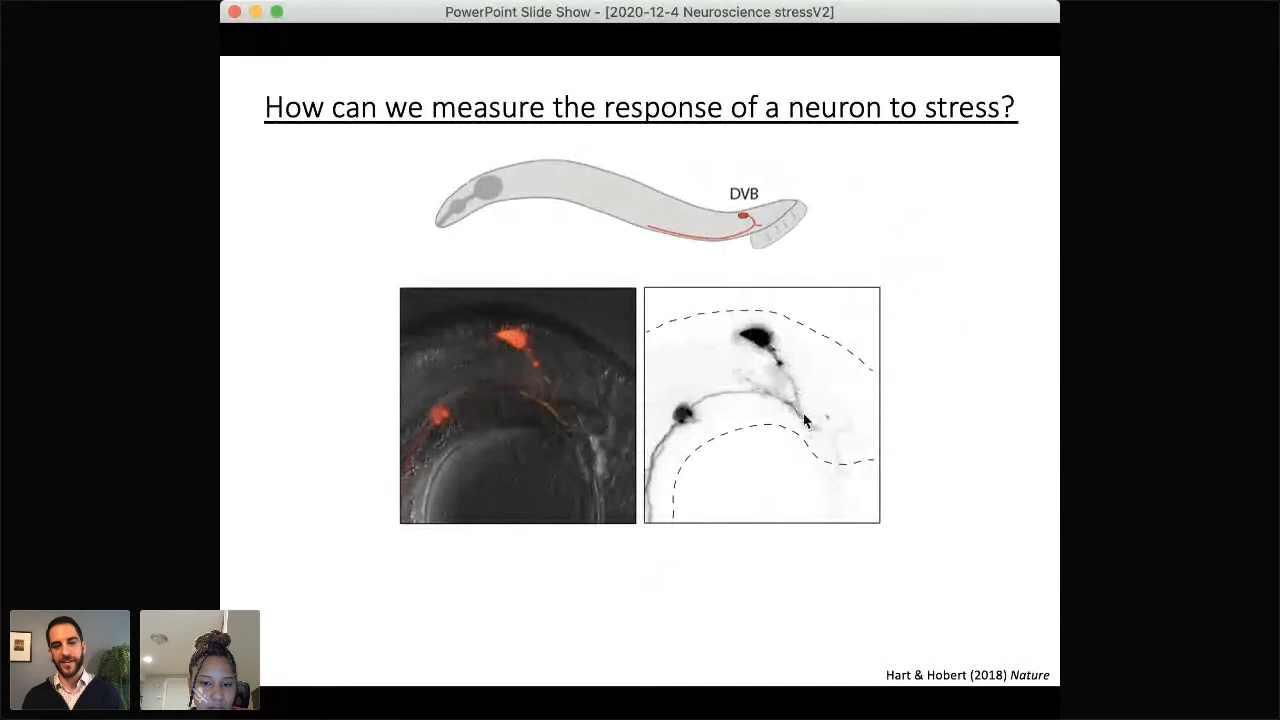 PowerPoint Slide Show - [2020-12-4 Neuroscience stressV2]
How can we measure the response of a neuron to stress?
DVB
Hart & Hobert (2018) Nature